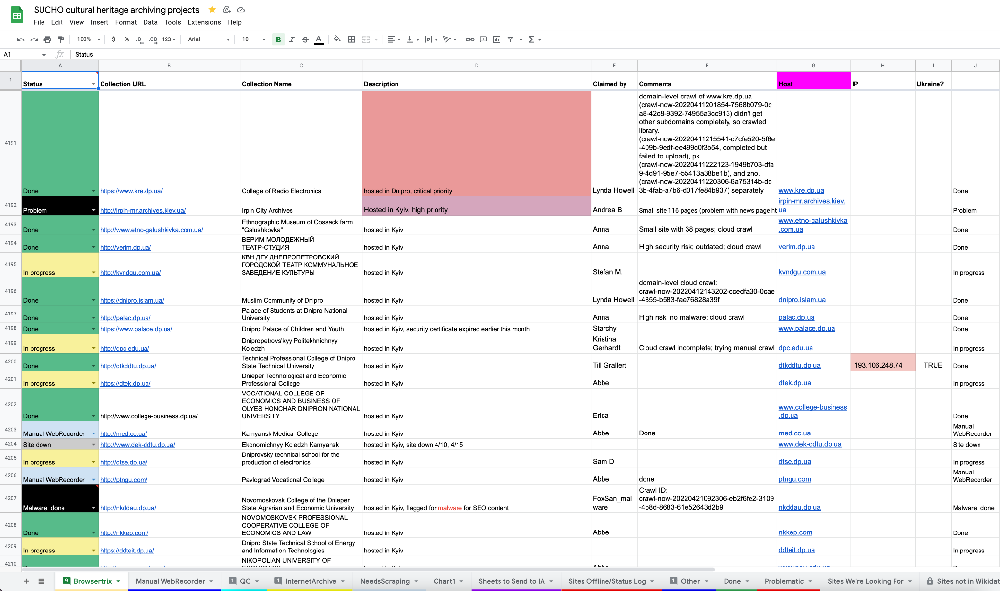 SUCHO cultural heritage archiving projects
File Edit View Insert Format Data Tools Extensions Help
100% $ % .0 .00 123 Arial 10 B I S A
A1 fx Status
A B C D E F G H I J
1 Status Collection URL Collection Name Description Claimed by Comments Host IP Ukraine?
domain-level crawl of www.kre.dp.ua
(crawl-now-20220411201854-7568b079-0c
a8-42c8-9392-74955a3cc913) didn't get
other subdomains completely, so crawled
library.
(crawl-now-20220411215541-c7cfe520-5f6e
-409b-9edf-ee499c0f3b54, completed but
failed to upload), pk.
(crawl-now-20220411222123-1949b703-dfa
9-4d91-95e7-55413a38be1b), and zno.
(crawl-now-20220411220306-6a75314b-dc
4191 Done https://www.kre.dp.ua/ College of Radio Electronics hosted in Dnipro, critical priority Lynda Howell 3b-4fab-a7b6-d017fe84b937) separately www.kre.dp.ua Done
irpin-mr.archives.kiev.
4192 Problem http://irpin-mr.archives.kiev.ua/ Irpin City Archives Hosted in Kyiv, high priority Andrea B Small site 116 pages (problem with news page ht ua Problem
Ethnographic Museum of Cossack farm www.etno-galushkivka
4193 Done http://www.etno-galushkivka.com.ua/ "Galushkovka" hosted in Kyiv Anna Small site with 38 pages; cloud crawl .com.ua Done
ВЕРИМ МОЛОДЕЖНЫЙ
4194 Done http://verim.dp.ua/ ТЕАТР-СТУДИЯ hosted in Kyiv Anna High security risk; outdated; cloud crawl verim.dp.ua Done
КВН ДГУ ДНЕПРОПЕТРОВСКИЙ
ГОРОДСКОЙ ТЕАТР КОММУНАЛЬНОЕ
4195 In progress http://kvndgu.com.ua/ ЗАВЕДЕНИЕ КУЛЬТУРЫ hosted in Kyiv Stefan M. kvndgu.com.ua In progress
domain-level cloud crawl:
crawl-now-20220412143202-ccedfa30-0cae
4196 Done https://dnipro.islam.ua/ Muslim Community of Dnipro hosted in Kyiv Lynda Howell -4855-b583-fae76828a39f dnipro.islam.ua Done
Palace of Students at Dnipro National
4197 Done http://palac.dp.ua/ University hosted in Kyiv Anna High risk; no malware; cloud crawl palac.dp.ua Done
4198 Done https://www.palace.dp.ua/ Dnipro Palace of Children and Youth hosted in Kyiv, security certificate expired earlier this month Starchy www.palace.dp.ua Done
Dnipropetrovs'kyy Politekhnichnyy Kristina
4199 In progress http://dpc.edu.ua/ Koledzh hosted in Kyiv Gerhardt Cloud crawl incomplete; trying manual crawl dpc.edu.ua In progress
Technical Professional College of Dnipro
4200 Done http://dtkddtu.dp.ua/ State Technical University hosted in Kyiv Till Grallert dtkddtu.dp.ua 193.106.248.74 TRUE Done
Dnieper Technological and Economic
4201 In progress https://dtek.dp.ua/ Professional College hosted in Kyiv Abbe dtek.dp.ua In progress
VOCATIONAL COLLEGE OF
ECONOMICS AND BUSINESS OF
OLYES HONCHAR DNIPRON NATIONAL www.college-business
4202 Done http://www.college-business.dp.ua/ UNIVERSITY hosted in Kyiv Erica .dp.ua Done
Manual
4203 Manual WebRecorder http://med.cc.ua/ Kamyansk Medical College hosted in Kyiv Abbe Done med.cc.ua WebRecorder
4204 Site down http://www.dek-ddtu.dp.ua/ Ekonomichnyy Koledzh Kamyansk hosted in Kyiv, site down 4/10, 4/15 www.dek-ddtu.dp.ua Site down
Dniprovsky technical school for the
4205 In progress http://dtse.dp.ua/ production of electronics hosted in Kyiv Sam D dtse.dp.ua In progress
Manual
4206 Manual WebRecorder http://ptngu.com/ Pavlograd Vocational College hosted in Kyiv Abbe done ptngu.com WebRecorder
Crawl ID:
Novomoskovsk College of the Dnieper FoxSan_mal crawl-now-20220421092306-eb2f6fe2-3109
4207 Malware, done http://nkddau.dp.ua/ State Agrarian and Economic University hosted in Kyiv, flagged for malware for SEO content ware -4b8d-8683-61e52643d2b9 nkddau.dp.ua Malware, done
NOVOMOSKOVSK PROFESSIONAL
COOPERATIVE COLLEGE OF
4208 Done http://nkkep.com/ ECONOMICS AND LAW hosted in Kyiv Abbe nkkep.com Done
Dnipro State Technical School of Energy
4209 In progress https://ddteit.dp.ua/ and Information Technologies hosted in Kyiv ddteit.dp.ua In progress
4210 NIKOPOLIAN UNIVERSITY OF
+ 9 Browsertrix Manual WebRecorder 1 QC 1 InternetArchive NeedsScraping Chart1 Sheets to Send to IA Sites Offline/Status Log 1 Other Done Problematic Sites We're Looking For Sites not in Wikidat